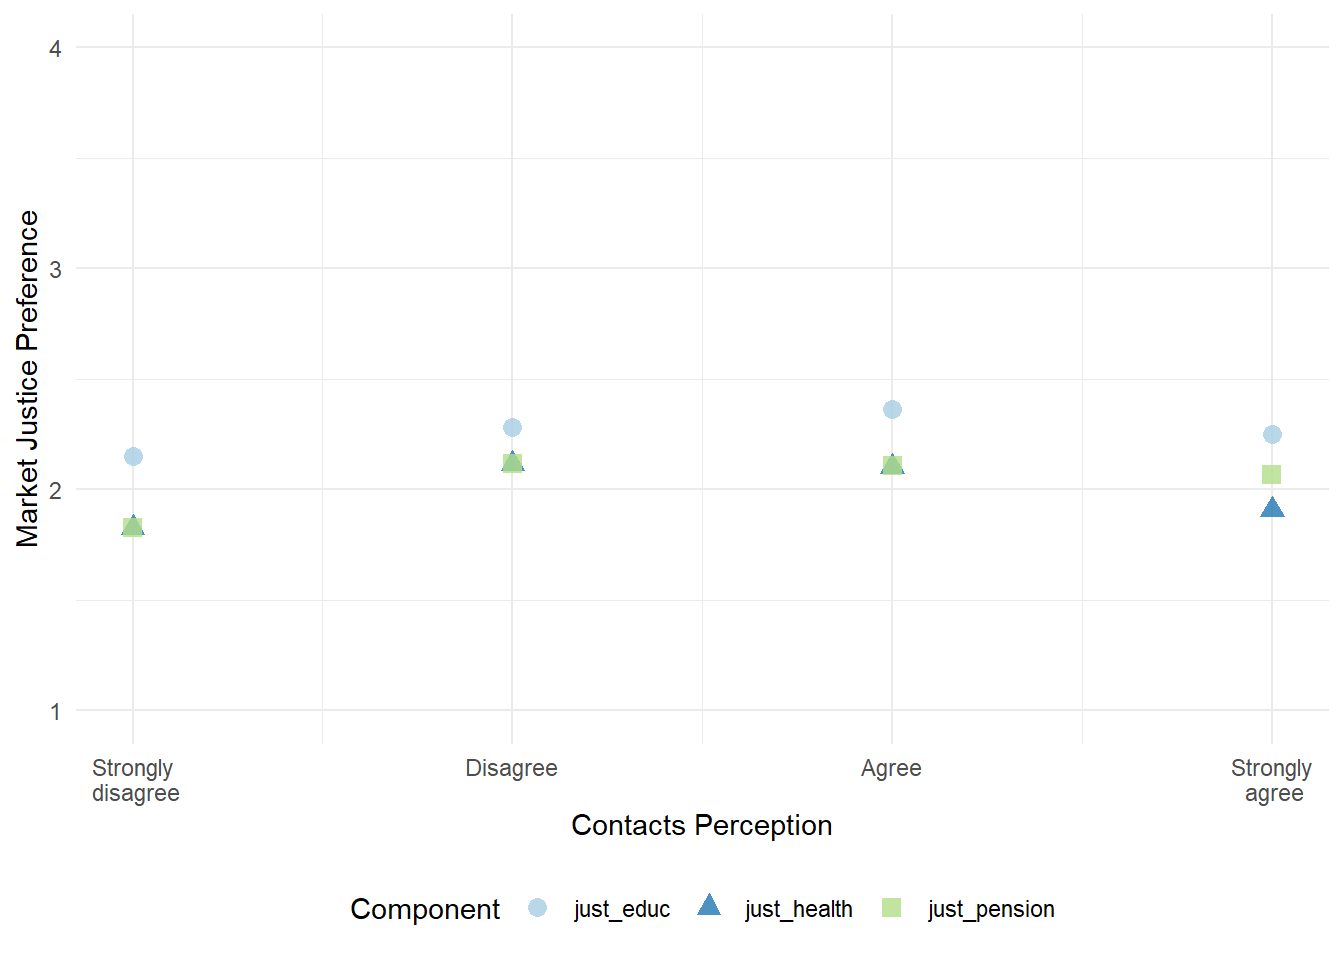 4
3
2
1
Market Justice Preference
Strongly
disagree
Disagree
Agree
Strongly
agree
Contacts Perception
Component
just_educ
just_health
just_pension